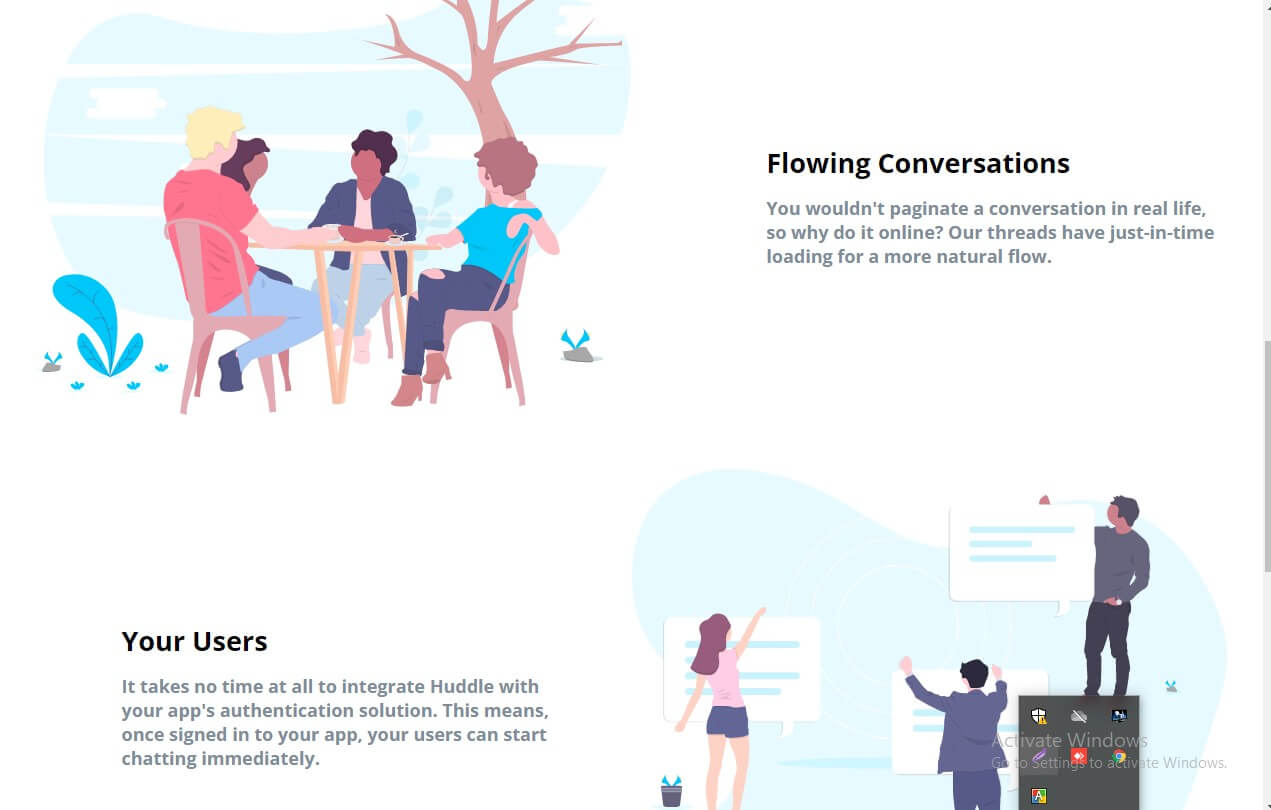 Flowing Conversations
You wouldn't paginate a conversation in real life,
so why do it online? Our threads have just-in-time
loading for a more natural flow.
Your Users
It takes no time at all to integrate Huddle with
your app's authentication solution. This means,
once signed in to your app, your users can start
chatting immediately.
Activate Windows
Go to Settings to activate Windows.